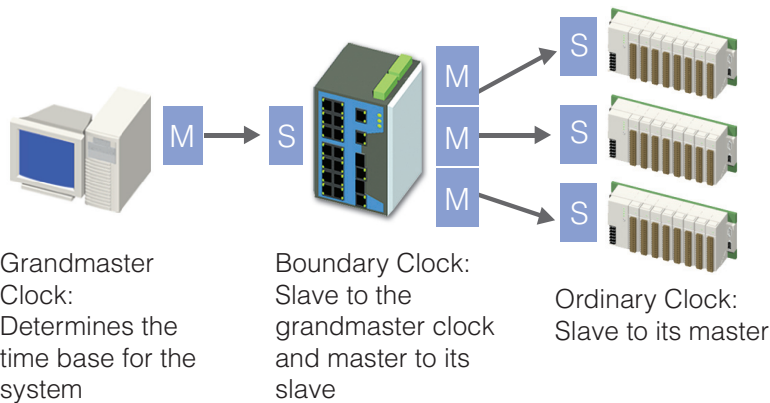 M
S
M
M
M
S
S
S
Grandmaster
Clock:
Determines the
time base for the
system
Boundary Clock:
Slave to the
grandmaster clock
and master to its
slave
Ordinary Clock:
Slave to its master